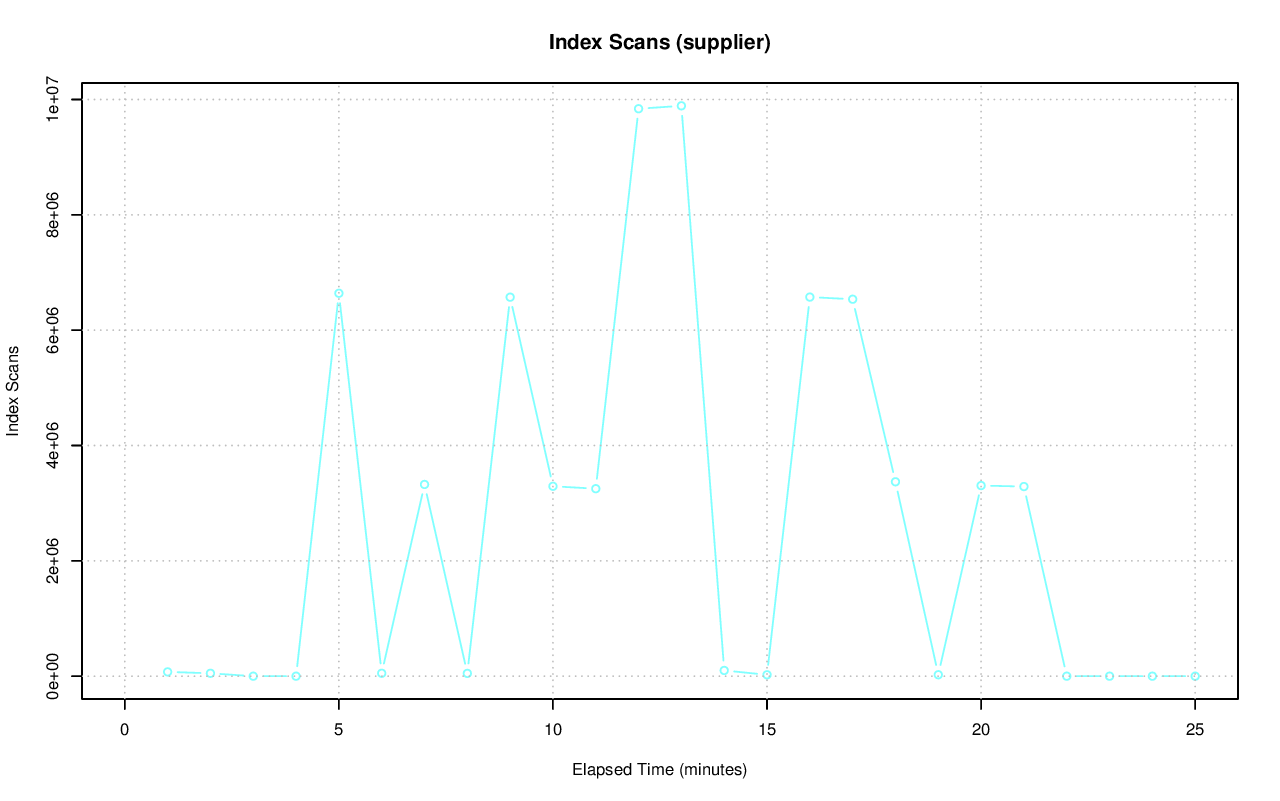 Index Scans (supplier)
1e+07
8e+06
6e+06
4e+06
2e+06
0e+00
Index Scans
0 5 10 15 20 25
Elapsed Time (minutes)